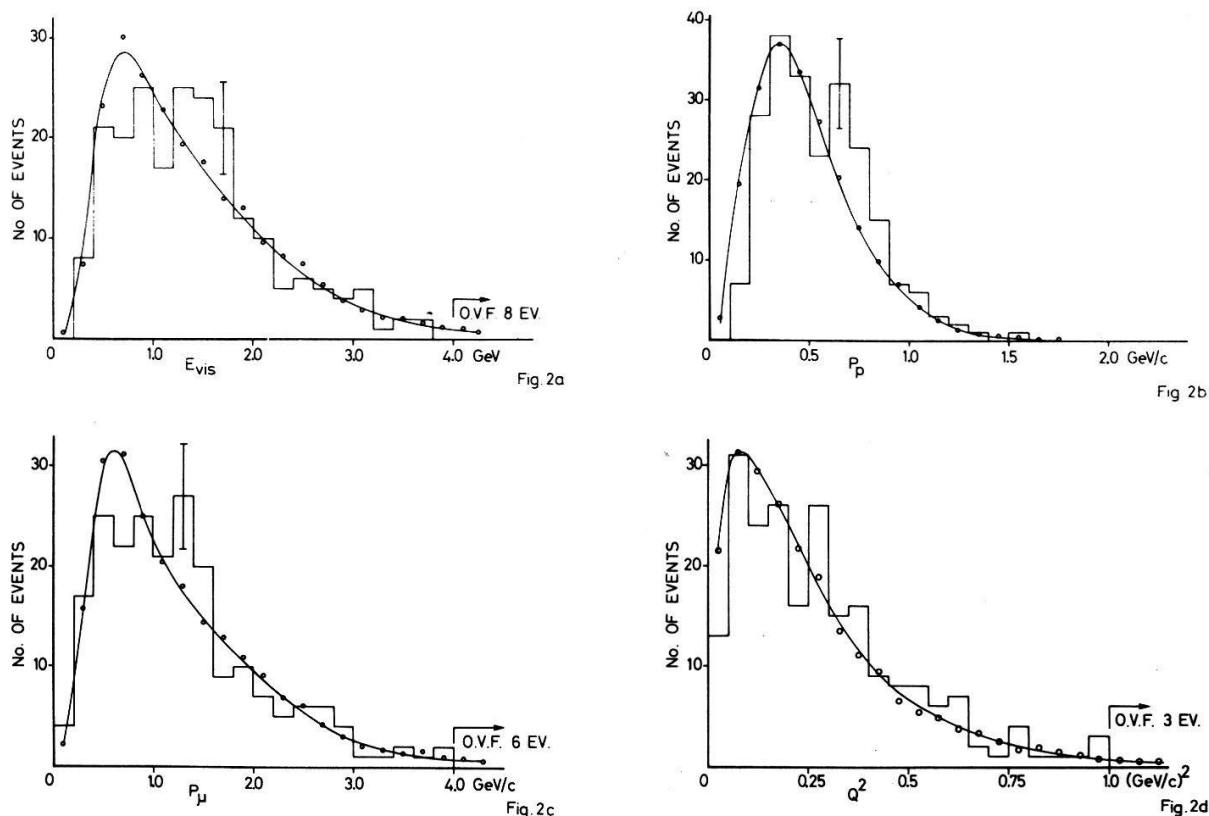 No OF EVENTS
30
20
10
0
1.0
2.0
3.0
4.0
GeV
E vis
O.V.F. 8 EV.
Fig. 2a
No. OF EVENTS
40
30
20
10
0
0.5
1.0
1.5
2.0
GeV/c
Pp
Fig 2b
No. OF EVENTS
30
20
10
0
1.0
2.0
3.0
4.0
GeV/c
Pμ
O.V.F. 6 EV.
Fig. 2c
No. OF EVENTS
30
20
10
0
0.25
0.5
0.75
1.0
(GeV/c)²
Q²
O.V.F. 3 EV.
Fig. 2d